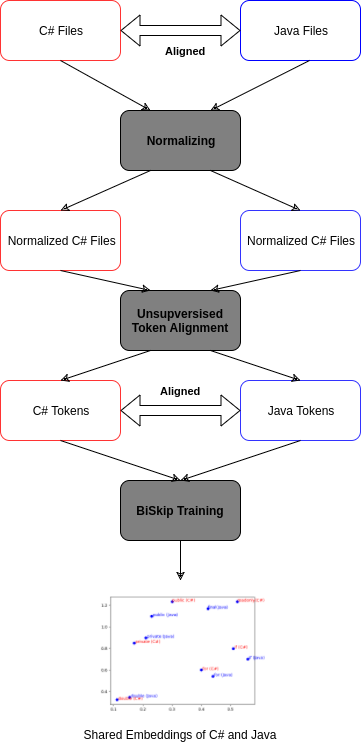 C# Files
Java Files
Aligned
Normalizing
Normalized C# Files
Normalized C# Files
Unsupversised
Token Alignment
Aligned
C# Tokens
Java Tokens
BiSkip Training
1.2
1.0
0.8
0.6
0.4
public (C#)
public (java)
private (java)
private (C#)
if (C#)
if (java)
for (C#)
for (java)
double (java)
double (C#)
0.1
0.2
0.3
0.4
0.5
Shared Embeddings of C# and Java